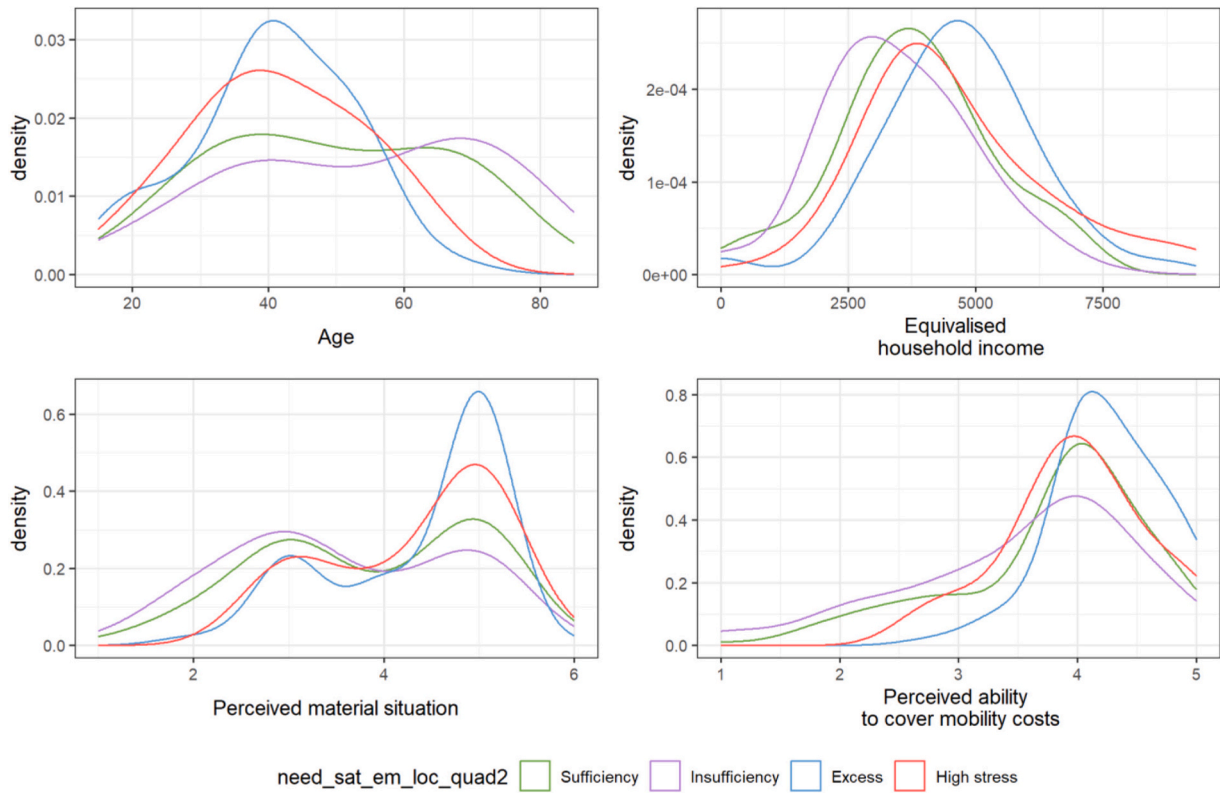 0.03
0.02
0.01
0.00
density
20
40
60
80
Age
2e-04
1e-04
0e+00
density
0
2500
5000
7500
Equivalised
household income
0.6
0.4
0.2
0.0
density
2
4
6
Perceived material situation
0.8
0.6
0.4
0.2
0.0
density
1
2
3
4
5
Perceived ability
to cover mobility costs
need_sat_em_loc_quad2 Sufficiency Insufficiency Excess High stress